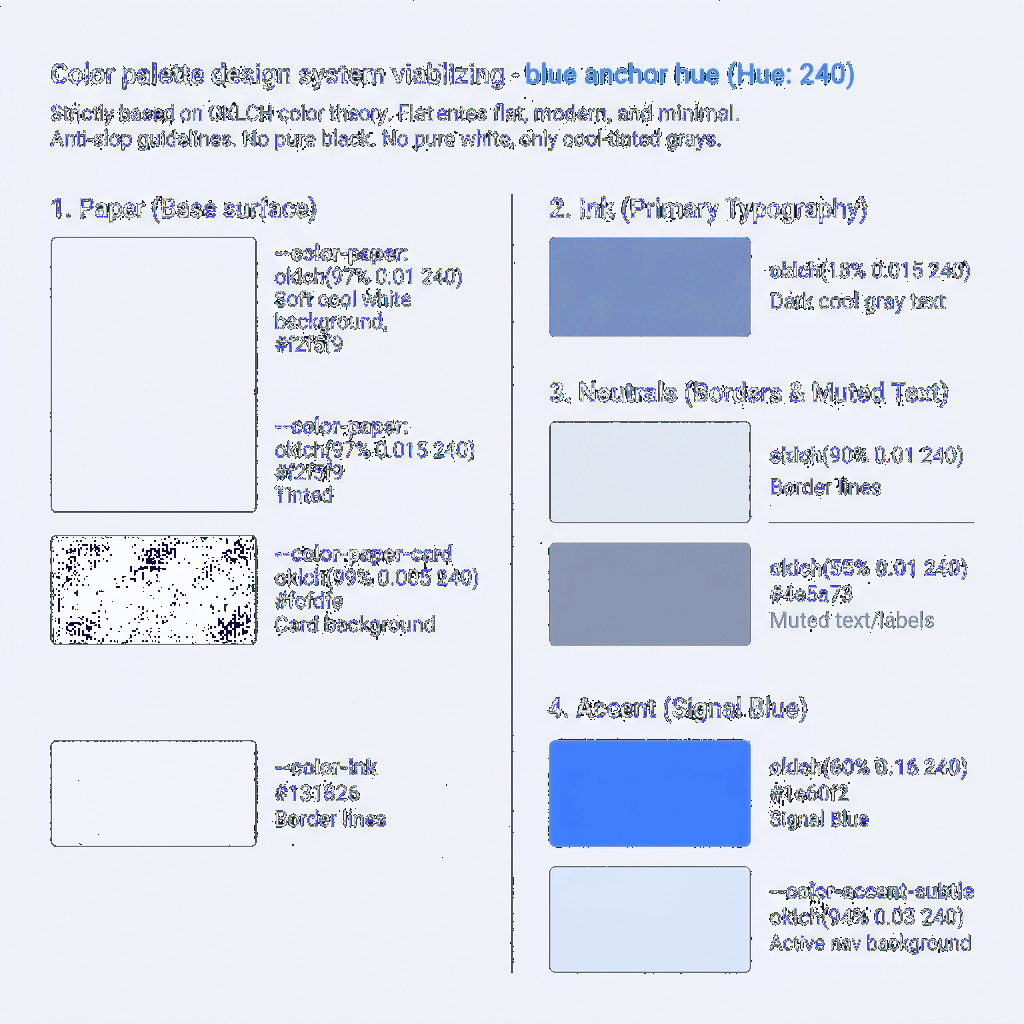 Color palette design system viablizing - blue anchor hue (Hue: 240)
Strictly based on OKLCH color theory. Flat entes flat, modern, and minimal.
Anti-slop guidelines. No pure black. No pure white, only cool-tinted grays.
1. Paper (Base surface)
--color-paper:
oklch(97% 0.01 240)
Soft cool white
background,
#f2f5f9
--color-paper:
oklch(97% 0.015 240)
#f2f5f9
Tinted
--color-paper-card
oklch(99% 0.005 240)
#fcfdfe
Card background
--color-ink
#131826
Border lines
2. Ink (Primary Typography)
oklch(18% 0.015 240)
Dark cool gray text
3. Neutrals (Borders & Muted Text)
oklch(90% 0.01 240)
Border lines
oklch(55% 0.01 240)
#4e5a73
Muted text/labels
4. Accent (Signal Blue)
oklch(60% 0.16 240)
#1e60f2
Signal Blue
--color-accent-subtle
oklch(94% 0.03 240)
Active nav background